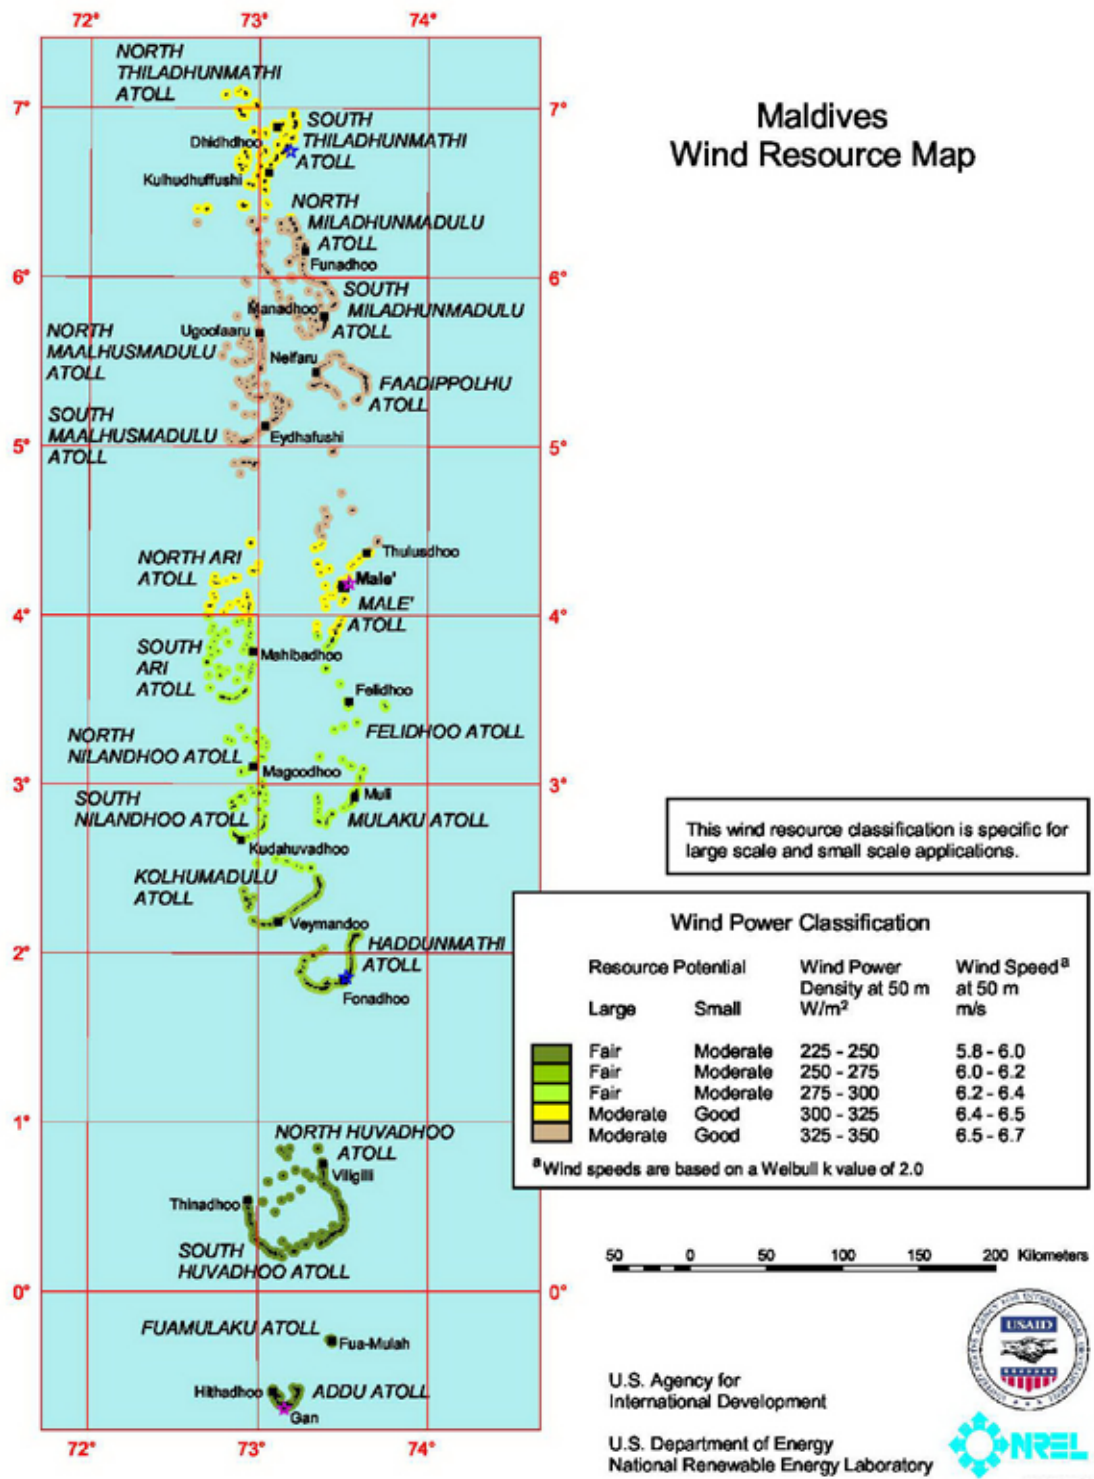 72°
73°
74°
Maldives
Wind Resource Map
NORTH
THILADHUNMATHI
ATOLL
7°
7°
SOUTH
THILADHUNMATHI
ATOLL
Dhidhdhoo
Kulhudhuffushi
NORTH
MILADHUNMADULU
ATOLL
Funadhoo
6°
6°
SOUTH
MILADHUNMADULU
ATOLL
Manadhoo
Ugoofaaru
NORTH
MAALHUSMADULU
ATOLL
Neifaru
FAADIPPOLHU
ATOLL
SOUTH
MAALHUSMADULU
ATOLL
Eydhafushi
5°
5°
NORTH ARI
ATOLL
Thulusdhoo
Male'
MALE'
ATOLL
4°
4°
SOUTH
ARI
ATOLL
Mahibadhoo
Felidhoo
FELIDHOO ATOLL
NORTH
NILANDHOO ATOLL
Magoodhoo
3°
3°
SOUTH
NILANDHOO ATOLL
Muli
MULAKU ATOLL
Kudahuvadhoo
KOLHUMADULU
ATOLL
Veymandoo
HADDUNMATHI
ATOLL
2°
2°
Fonadhoo
1°
1°
NORTH HUVADHOO
ATOLL
Viligilli
Thinadhoo
SOUTH
HUVADHOO ATOLL
0°
0°
FUAMULAKU ATOLL
Fua-Mulah
Hithadhoo
ADDU ATOLL
Gan
72°
73°
74°
This wind resource classification is specific for
large scale and small scale applications.
Wind Power Classification
Resource Potential Wind Power Wind Speed a
Density at 50 m at 50 m
Large Small W/m² m/s
Fair Moderate 225 - 250 5.8 - 6.0
Fair Moderate 250 - 275 6.0 - 6.2
Fair Moderate 275 - 300 6.2 - 6.4
Moderate Good 300 - 325 6.4 - 6.5
Moderate Good 325 - 350 6.5 - 6.7
a Wind speeds are based on a Weibull k value of 2.0
50 0 50 100 150 200 Kilometers
UNITED STATES AGENCY FOR INTERNATIONAL DEVELOPMENT
USAID
U.S. Agency for
International Development
U.S. Department of Energy
National Renewable Energy Laboratory
NREL